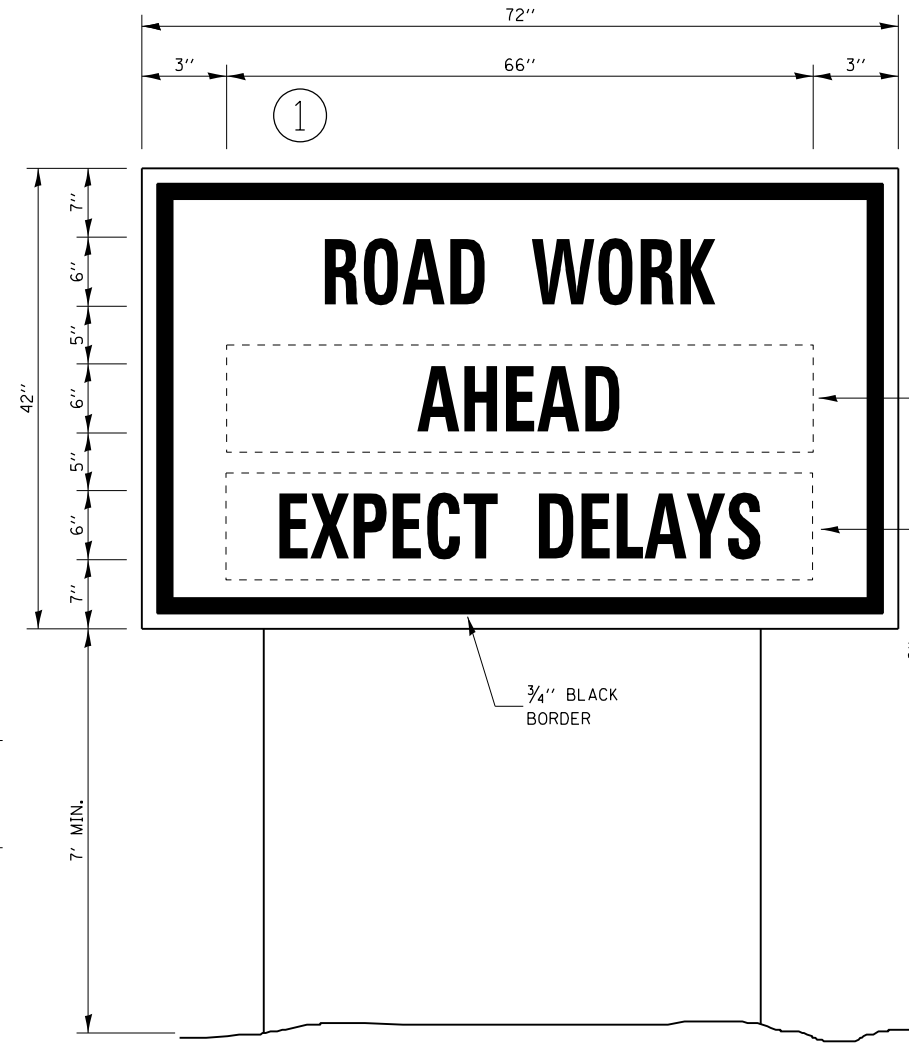 72''
3'' 66'' 3''
1
42''
7''
6''
5''
6''
5''
6''
7''
ROAD WORK
AHEAD
EXPECT DELAYS
3/4'' BLACK
BORDER
7' MIN.